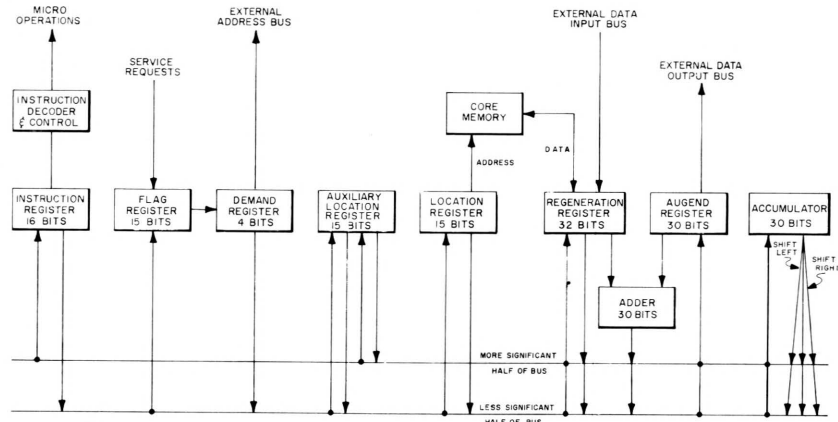 MICRO
OPERATIONS
EXTERNAL
ADDRESS BUS
EXTERNAL DATA
INPUT BUS
SERVICE
REQUESTS
EXTERNAL DATA
OUTPUT BUS
INSTRUCTION
DECODER
& CONTROL
CORE
MEMORY
ADDRESS
DATA
INSTRUCTION
REGISTER
16 BITS
FLAG
REGISTER
15 BITS
DEMAND
REGISTER
4 BITS
AUXILIARY
LOCATION
REGISTER
15 BITS
LOCATION
REGISTER
15 BITS
REGENERATION
REGISTER
32 BITS
AUGEND
REGISTER
30 BITS
ACCUMULATOR
30 BITS
SHIFT
LEFT
SHIFT
RIGHT
ADDER
30 BITS
MORE SIGNIFICANT
HALF OF BUS
LESS SIGNIFICANT
HALF OF BUS